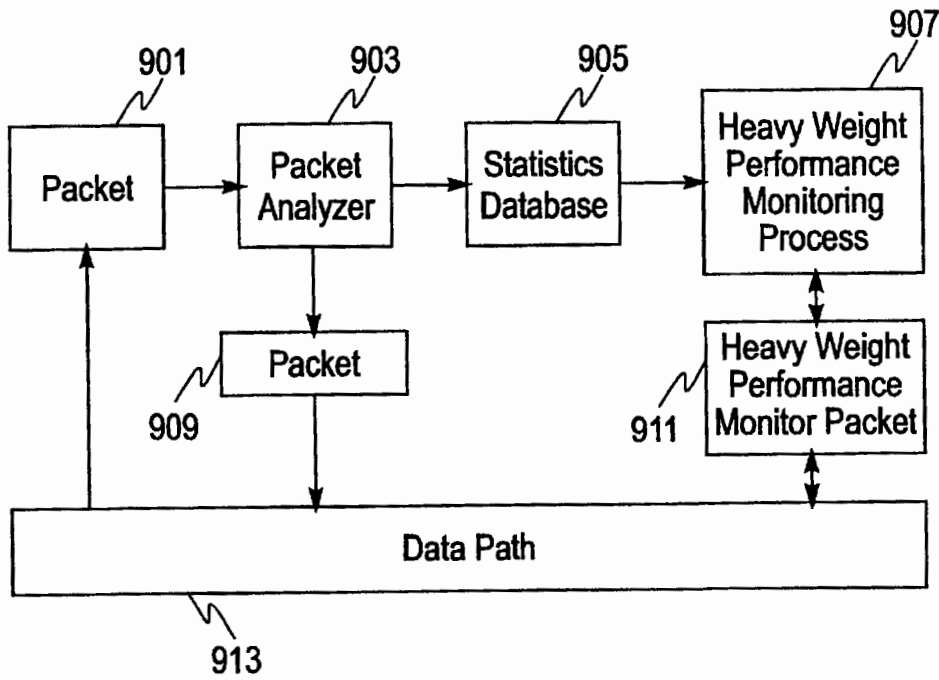 901
903
905
907
Packet
Packet
Analyzer
Statistics
Database
Heavy Weight
Performance
Monitoring
Process
Packet
909
Heavy Weight
Performance
Monitor Packet
911
Data Path
913